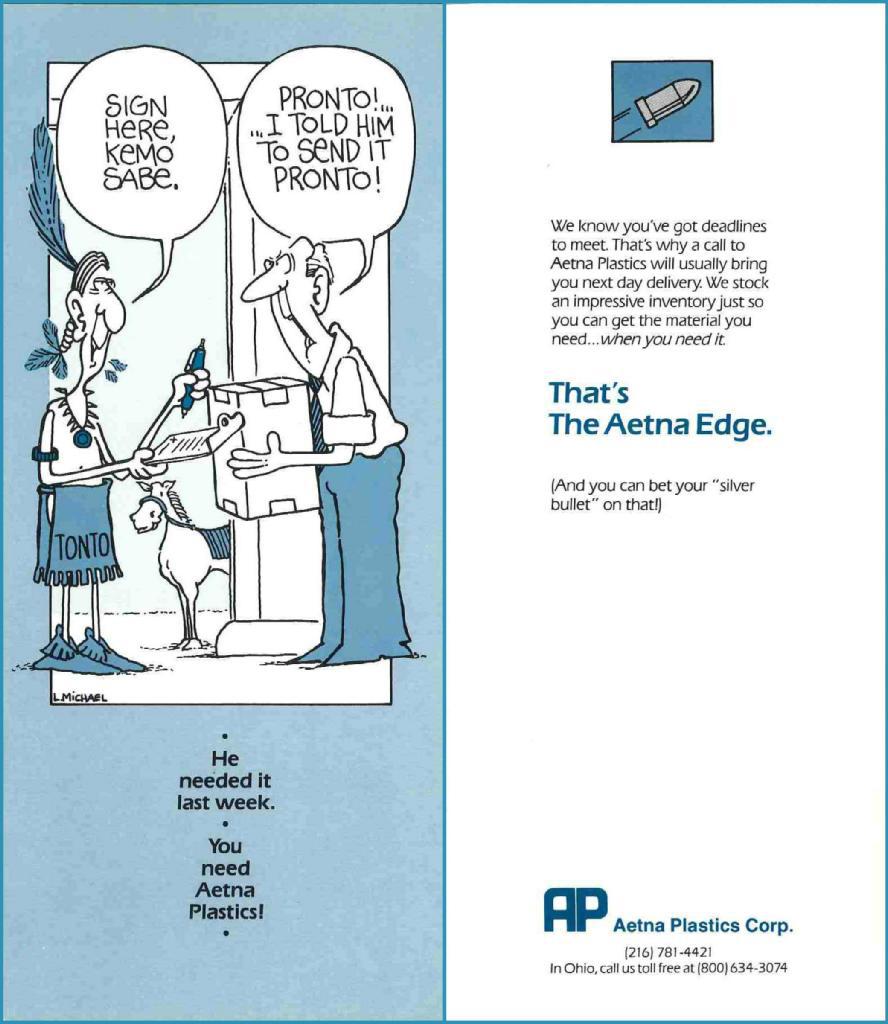 SIGN
HERE,
KEMO
SABE.
PRONTO!...
...I TOLD HIM
TO SEND IT
PRONTO!
TONTO
L.MICHAEL
•
He
needed it
last week.
•
You
need
Aetna
Plastics!
•
We know you've got deadlines
to meet. That's why a call to
Aetna Plastics will usually bring
you next day delivery. We stock
an impressive inventory just so
you can get the material you
need...when you need it.
That's
The Aetna Edge.
(And you can bet your "silver
bullet" on that!)
AP Aetna Plastics Corp.
(216) 781-4421
In Ohio, call us toll free at (800) 634-3074